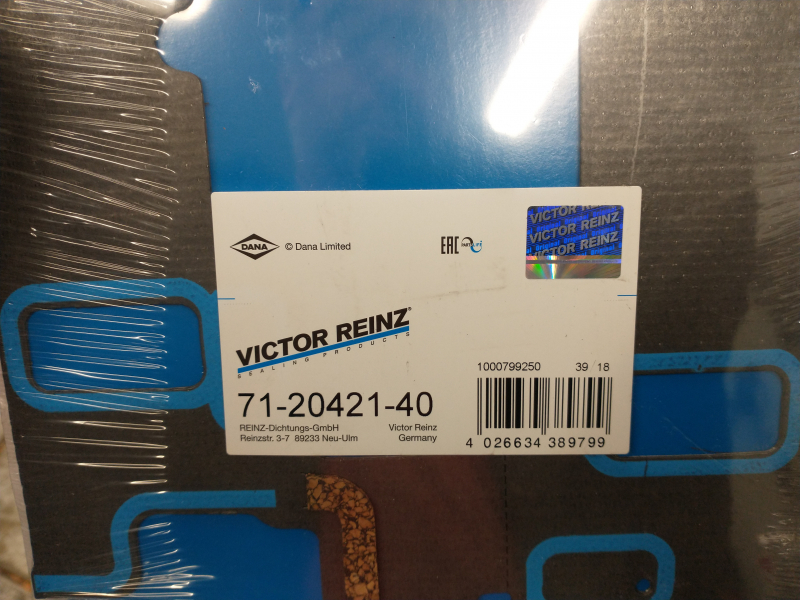 DANA
© Dana Limited
EAC
VICTOR REINZ
VICTOR REINZ
VICTOR REINZ
VICTOR REINZ®
SEALING PRODUCTS
71-20421-40
REINZ-Dichtungs-GmbH
Reinzstr. 3-7 89233 Neu-Ulm
Victor Reinz
Germany
1000799250 39 18
4 026634 389799